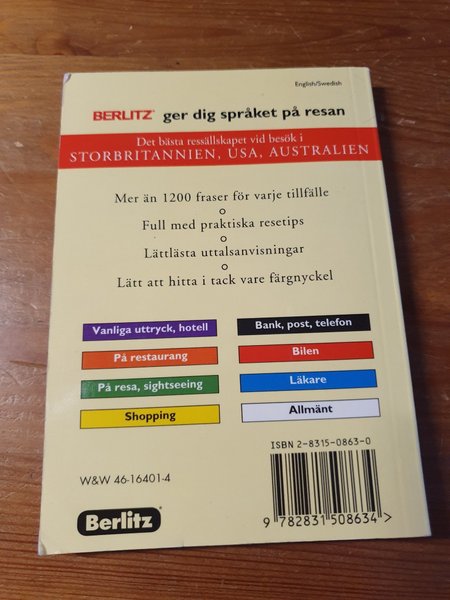 English/Swedish
BERLITZ® ger dig språket på resan
Det bästa ressällskapet vid besök i
STORBRITANNIEN, USA, AUSTRALIEN
Mer än 1200 fraser för varje tillfälle
Full med praktiska resetips
Lättlästa uttalsanvisningar
Lätt att hitta i tack vare färgnyckel
Vanliga uttryck, hotell
På restaurang
På resa, sightseeing
Shopping
Bank, post, telefon
Bilen
Läkare
Allmänt
ISBN 2-8315-0863-0
W&W 46-16401-4
Berlitz®
9 782831 508634 >